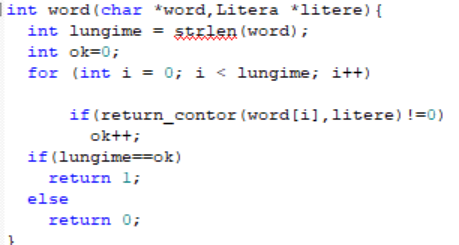 int word(char *word,Litera *litere){
int lungime = strlen(word);
int ok=0;
for (int i = 0; i < lungime; i++)
if(return_contor(word[i],litere)!=0)
ok++;
if(lungime==ok)
return 1;
else
return 0;
}